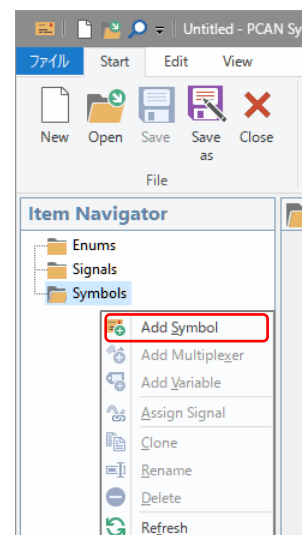 Untitled - PCAN Sy
ファイル Start Edit View
New Open Save Save as Close
File
Item Navigator
Enums
Signals
Symbols
Add Symbol
Add Multiplexer
Add Variable
Assign Signal
Clone
Rename
Delete
Refresh